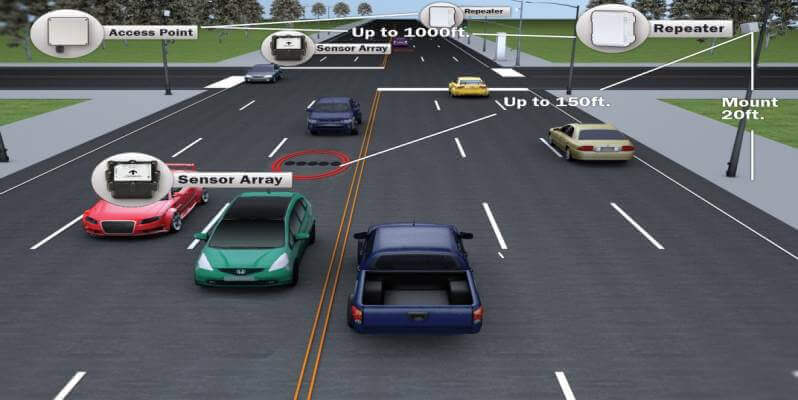 Repeater
Access Point
Up to 1000ft.
Repeater
Sensor Array
Up to 150ft.
Mount
20ft.
Sensor Array